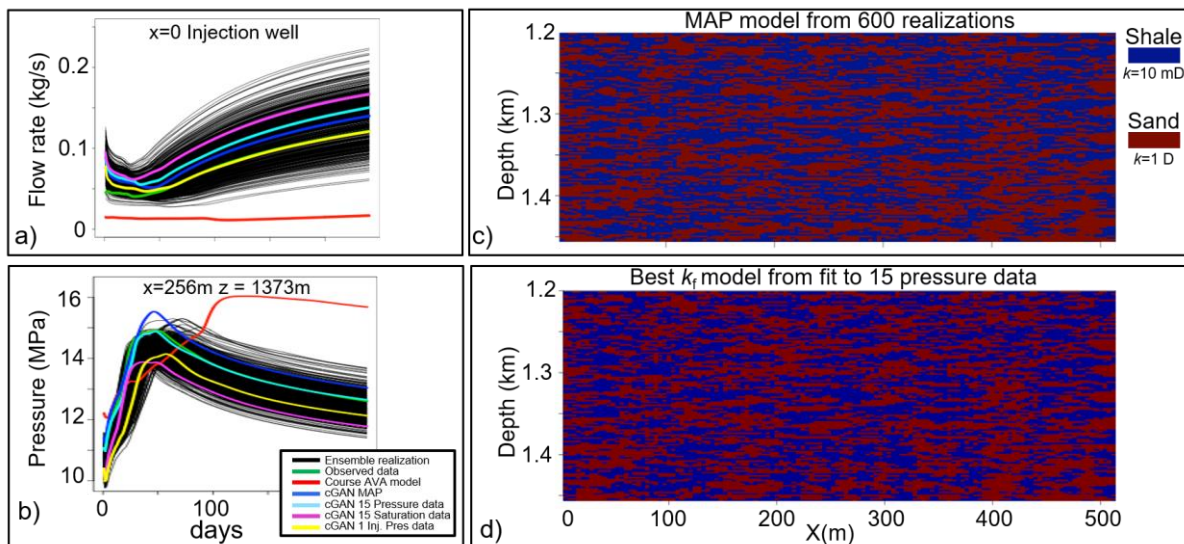 x=0 Injection well
0.2
0.1
0
Flow rate (kg/s)
a)
x=256m z = 1373m
16
14
12
10
Pressure (MPa)
0
50
100
days
b)
Ensemble realization
Observed data
Course AVA model
cGAN MAP
cGAN 15 Pressure data
cGAN 15 Saturation data
cGAN 1 Inj. Pres data
MAP model from 600 realizations
1.2
1.3
1.4
Depth (km)
c)
Shale
k=10 mD
Sand
k=1 D
Best kf model from fit to 15 pressure data
1.2
1.3
1.4
Depth (km)
d)
0 100 200 300 400 500
X(m)